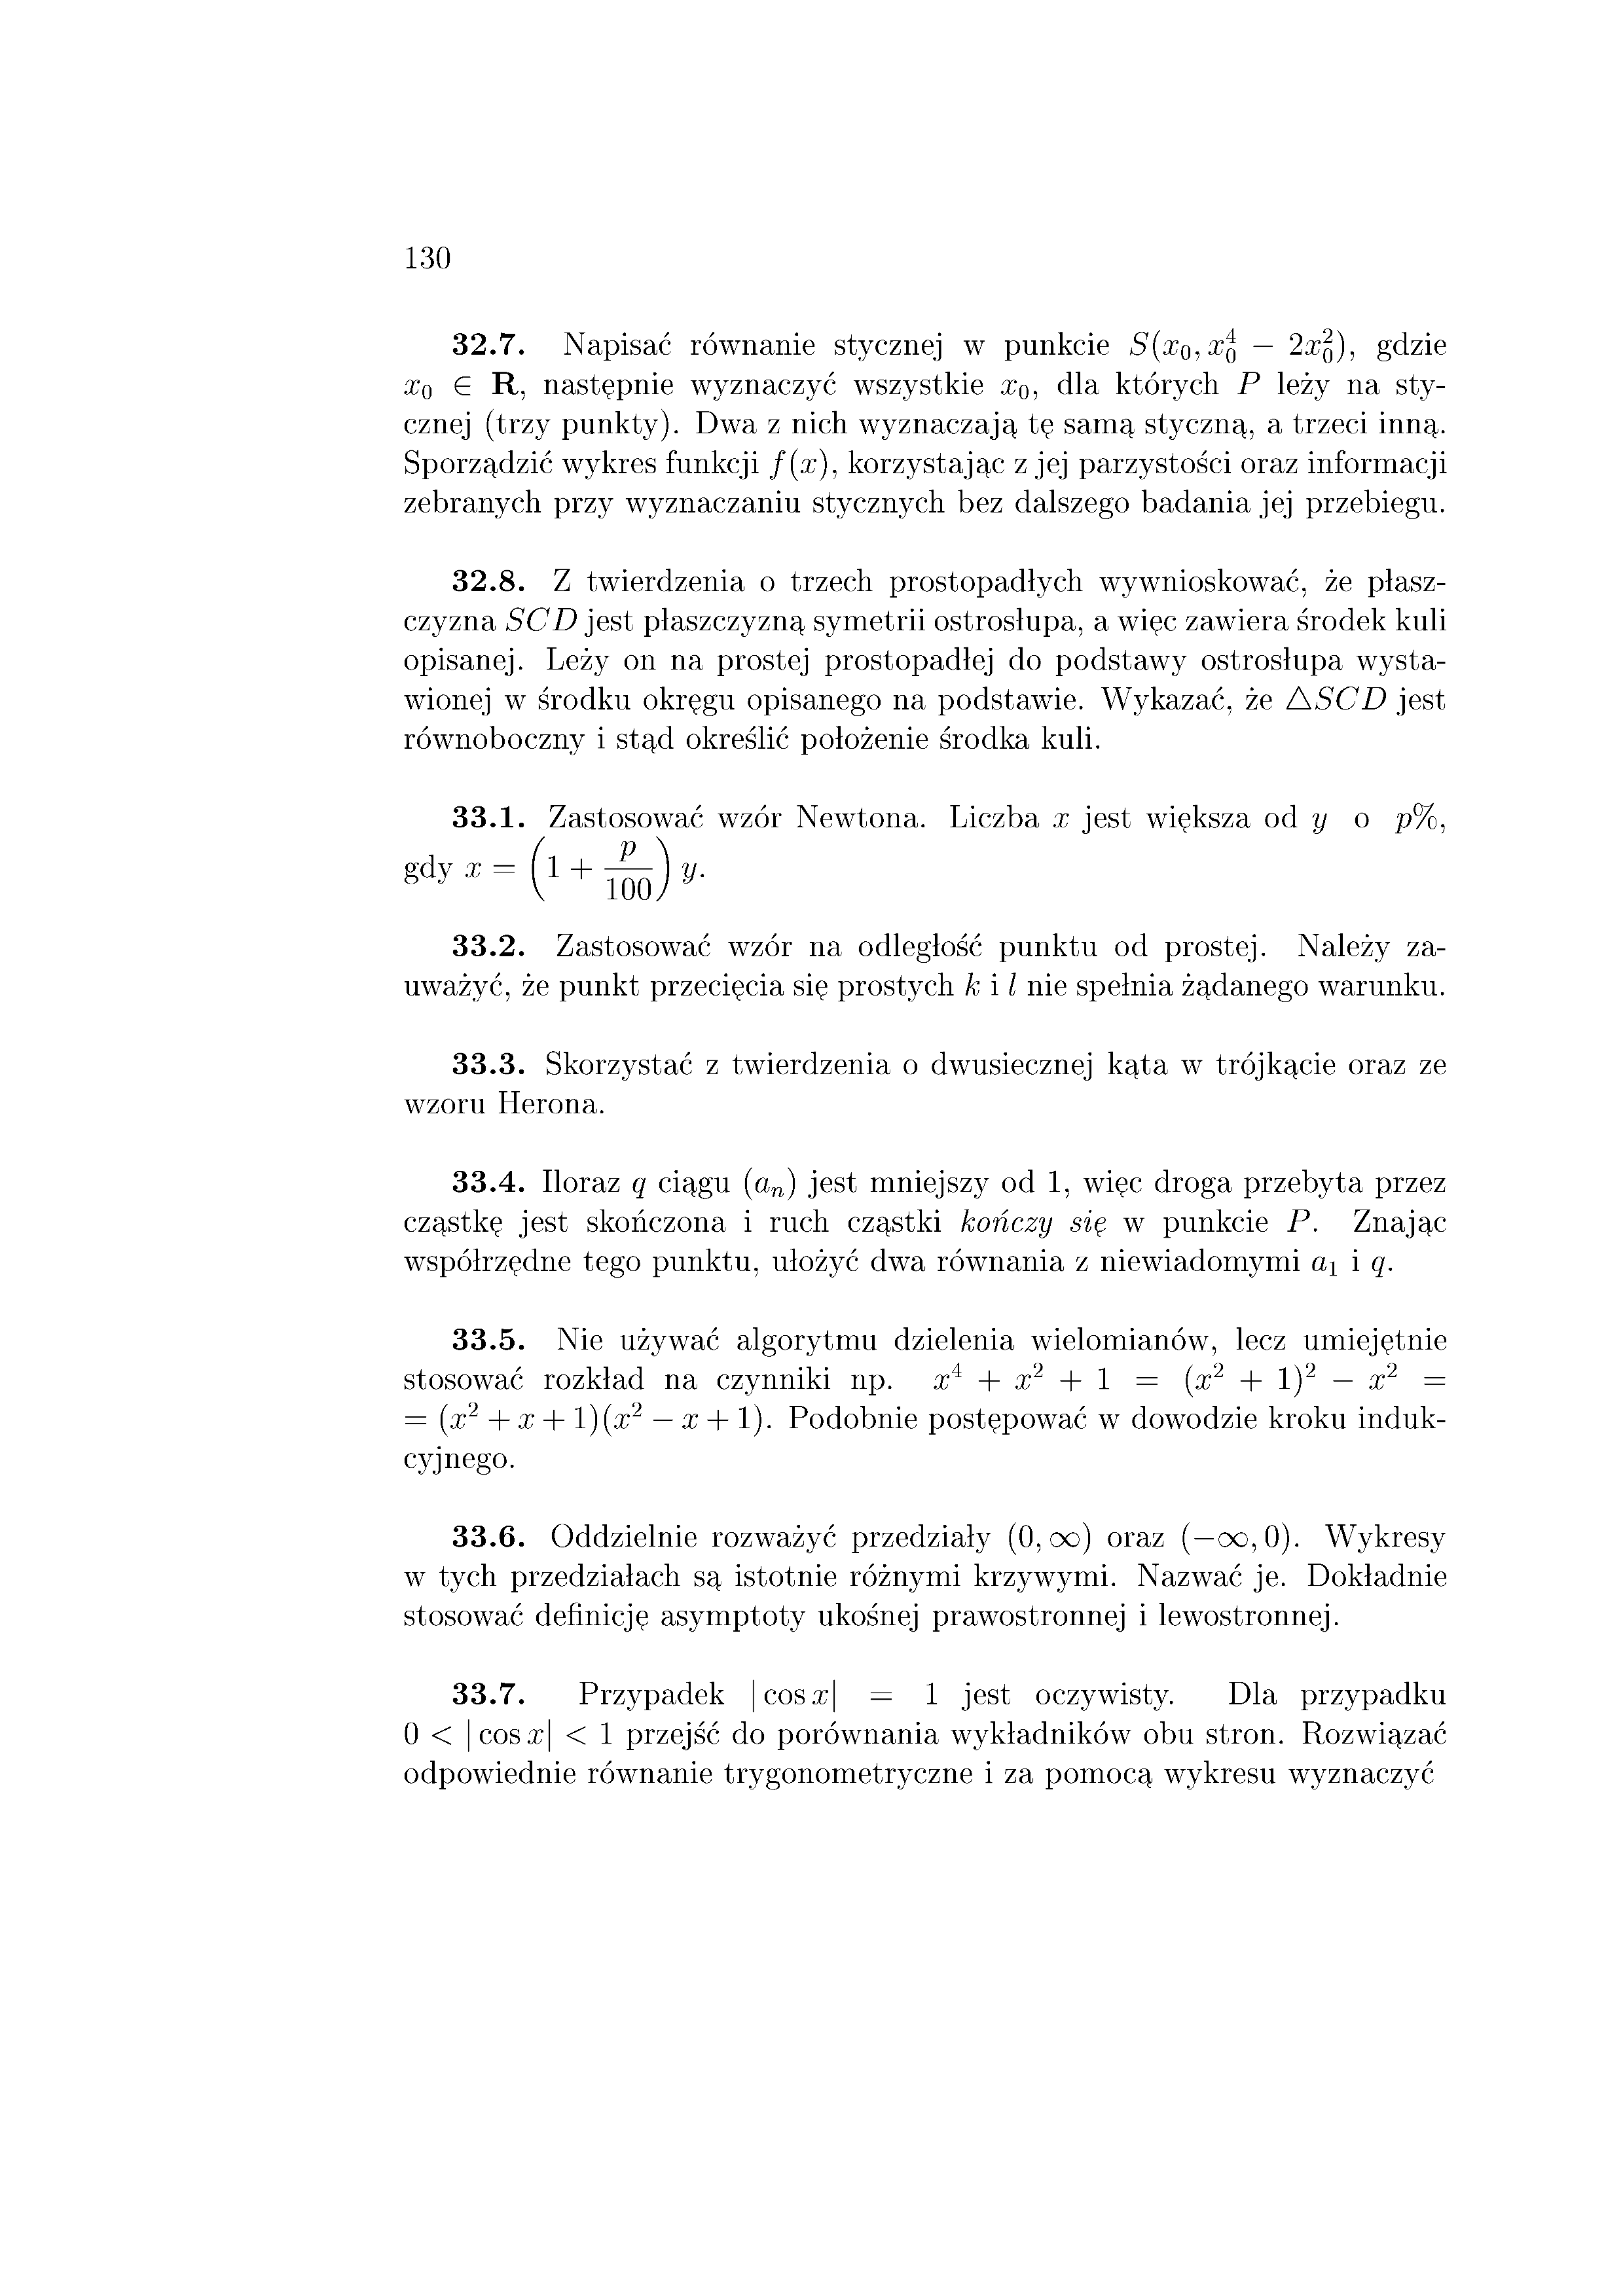 130
32.7. Napisać równanie stycznej w punkcie $S(x_0, x_0^4 - 2x_0^2)$, gdzie
$x_0 \in \mathbf{R}$, następnie wyznaczyć wszystkie $x_0$, dla których $P$ leży na sty-
cznej (trzy punkty). Dwa z nich wyznaczają tę samą styczną, a trzeci inną.
Sporządzić wykres funkcji $f(x)$, korzystając z jej parzystości oraz informacji
zebranych przy wyznaczaniu stycznych bez dalszego badania jej przebiegu.
32.8. Z twierdzenia o trzech prostopadłych wywnioskować, że płasz-
czyzna $SCD$ jest płaszczyzną symetrii ostrosłupa, a więc zawiera środek kuli
opisanej. Leży on na prostej prostopadłej do podstawy ostrosłupa wysta-
wionej w środku okręgu opisanego na podstawie. Wykazać, że $\triangle SCD$ jest
równoboczny i stąd określić położenie środka kuli.
33.1. Zastosować wzór Newtona. Liczba $x$ jest większa od $y$ o $p\%$,
gdy $x = \left(1 + \frac{p}{100}\right) y$.
33.2. Zastosować wzór na odległość punktu od prostej. Należy za-
uważyć, że punkt przecięcia się prostych $k$ i $l$ nie spełnia żądanego warunku.
33.3. Skorzystać z twierdzenia o dwusiecznej kąta w trójkącie oraz ze
wzoru Herona.
33.4. Iloraz $q$ ciągu $(a_n)$ jest mniejszy od 1, więc droga przebyta przez
cząstkę jest skończona i ruch cząstki kończy się w punkcie $P$. Znając
współrzędne tego punktu, ułożyć dwa równania z niewiadomymi $a_1$ i $q$.
33.5. Nie używać algorytmu dzielenia wielomianów, lecz umiejętnie
stosować rozkład na czynniki np. $x^4 + x^2 + 1 = (x^2 + 1)^2 - x^2 =$
$= (x^2 + x + 1)(x^2 - x + 1)$. Podobnie postępować w dowodzie kroku induk-
cyjnego.
33.6. Oddzielnie rozważyć przedziały $(0, \infty)$ oraz $(-\infty, 0)$. Wykresy
w tych przedziałach są istotnie różnymi krzywymi. Nazwać je. Dokładnie
stosować definicję asymptoty ukośnej prawostronnej i lewostronnej.
33.7. Przypadek $|\cos x| = 1$ jest oczywisty. Dla przypadku
$0 < |\cos x| < 1$ przejść do porównania wykładników obu stron. Rozwiązać
odpowiednie równanie trygonometryczne i za pomocą wykresu wyznaczyć